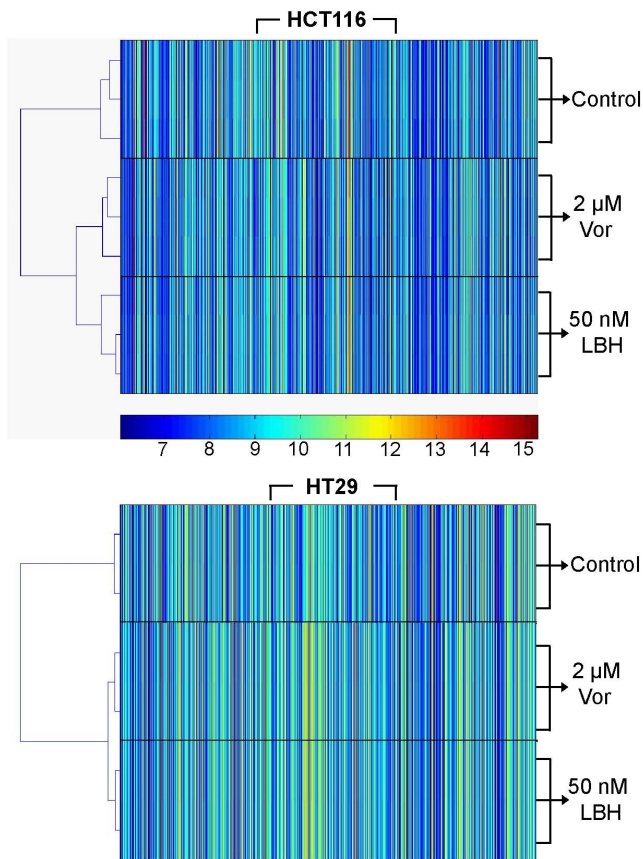 HCT116
Control
2 µM
Vor
50 nM
LBH
7 8 9 10 11 12 13 14 15
HT29
Control
2 µM
Vor
50 nM
LBH